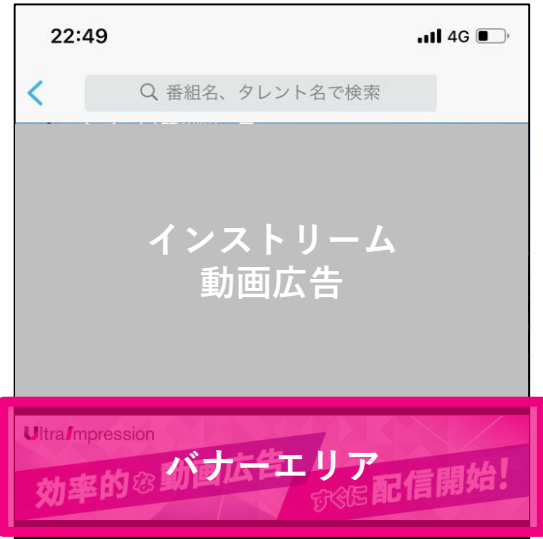 22:49
4G
番組名、タレント名で検索
インストリーム
動画広告
UltraImpression
バナーエリア
効率的な動画広告
すぐに配信開始!